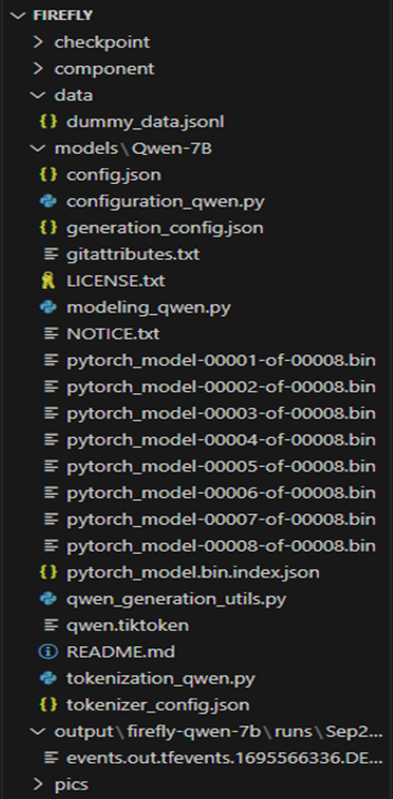 FIREFLY
checkpoint
component
data
dummy_data.jsonl
models\Qwen-7B
config.json
configuration_qwen.py
generation_config.json
gitattributes.txt
LICENSE.txt
modeling_qwen.py
NOTICE.txt
pytorch_model-00001-of-00008.bin
pytorch_model-00002-of-00008.bin
pytorch_model-00003-of-00008.bin
pytorch_model-00004-of-00008.bin
pytorch_model-00005-of-00008.bin
pytorch_model-00006-of-00008.bin
pytorch_model-00007-of-00008.bin
pytorch_model-00008-of-00008.bin
pytorch_model.bin.index.json
qwen_generation_utils.py
qwen.tiktoken
README.md
tokenization_qwen.py
tokenizer_config.json
output\firefly-qwen-7b\runs\Sep2...
events.out.tfevents.1695566336.DE...
pics